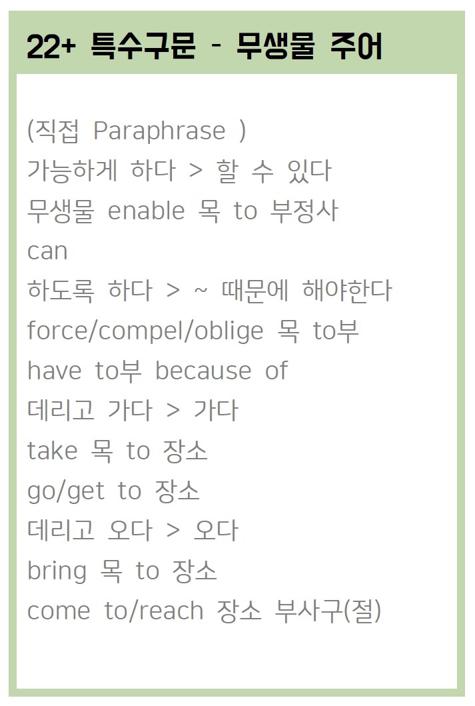 22+ 특수구문 - 무생물 주어
(직접 Paraphrase )
가능하게 하다 > 할 수 있다
무생물 enable 목 to 부정사
can
하도록 하다 > ~ 때문에 해야한다
force/compel/oblige 목 to부
have to부 because of
데리고 가다 > 가다
take 목 to 장소
go/get to 장소
데리고 오다 > 오다
bring 목 to 장소
come to/reach 장소 부사구(절)